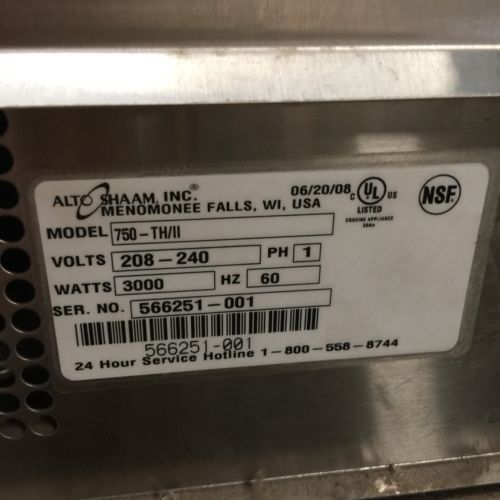 ALTO SHAAM, INC.® 06/20/08
MENOMONEE FALLS, WI, USA
C UL US
LISTED
COOKING APPLIANCE
NSF®
MODEL 750-TH/II
VOLTS 208-240 PH 1
WATTS 3000 HZ 60
SER. NO. 566251-001
566251-001
24 Hour Service Hotline 1-800-558-8744